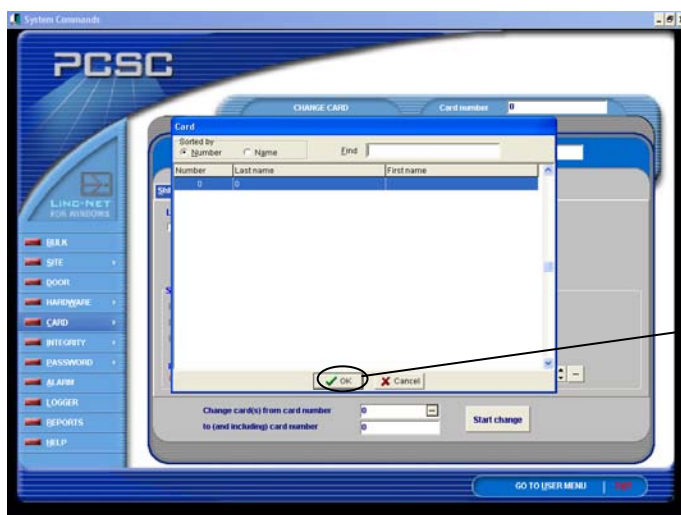 System Commands
PCSC
CHANGE CARD Card number 0
Card
Sorted by
Number Name Find
Number Last name First name
0 0
LINC-NET
FOR WINDOWS
BULK
SITE
DOOR
HARDWARE
CARD
INTEGRITY
PASSWORD
ALARM
LOGGER
REPORTS
HELP
OK Cancel
Change card(s) from card number 0
to (and including) card number 0
Start change
GO TO USER MENU |